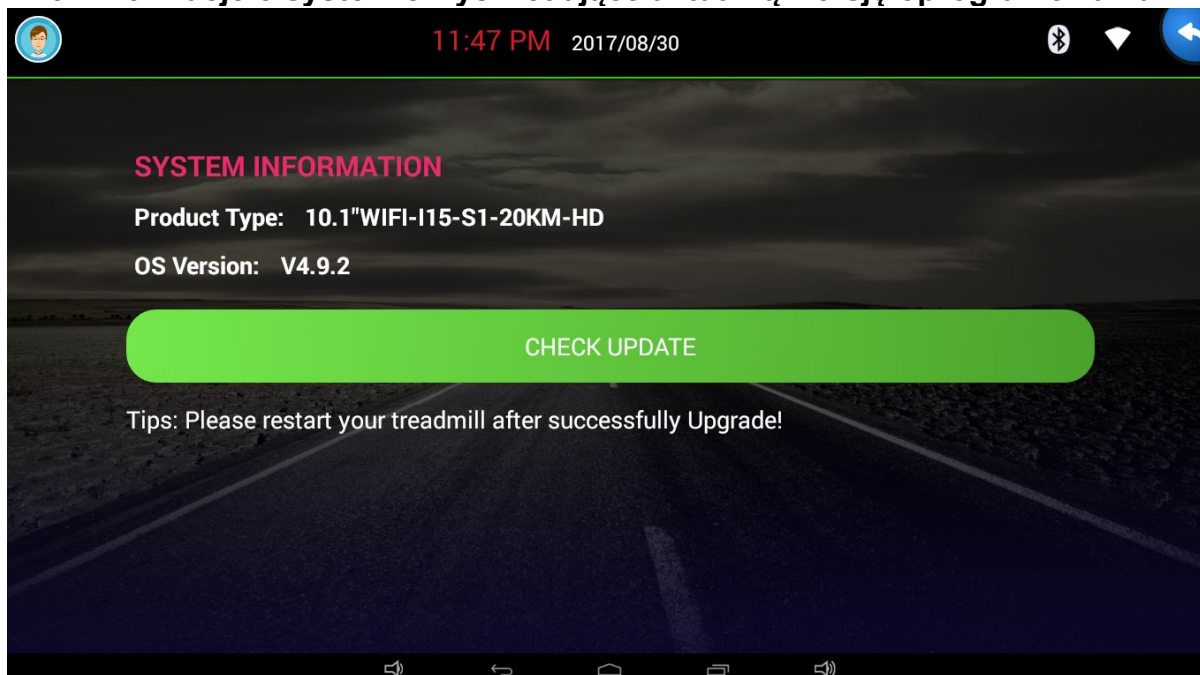 11:47 PM 2017/08/30
SYSTEM INFORMATION
Product Type: 10.1"WIFI-I15-S1-20KM-HD
OS Version: V4.9.2
CHECK UPDATE
Tips: Please restart your treadmill after successfully Upgrade!